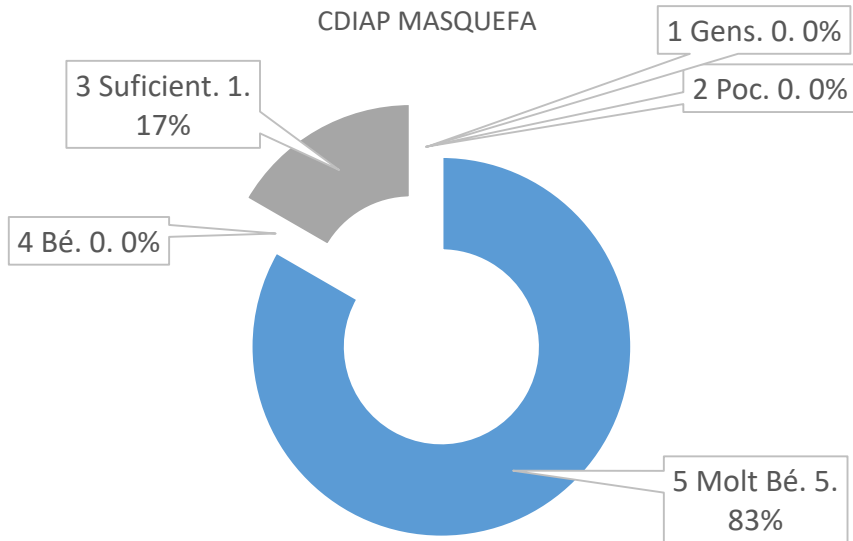 CDIAP MASQUEFA
1 Gens. 0. 0%
2 Poc. 0. 0%
3 Suficient. 1.
17%
4 Bé. 0. 0%
5 Molt Bé. 5.
83%